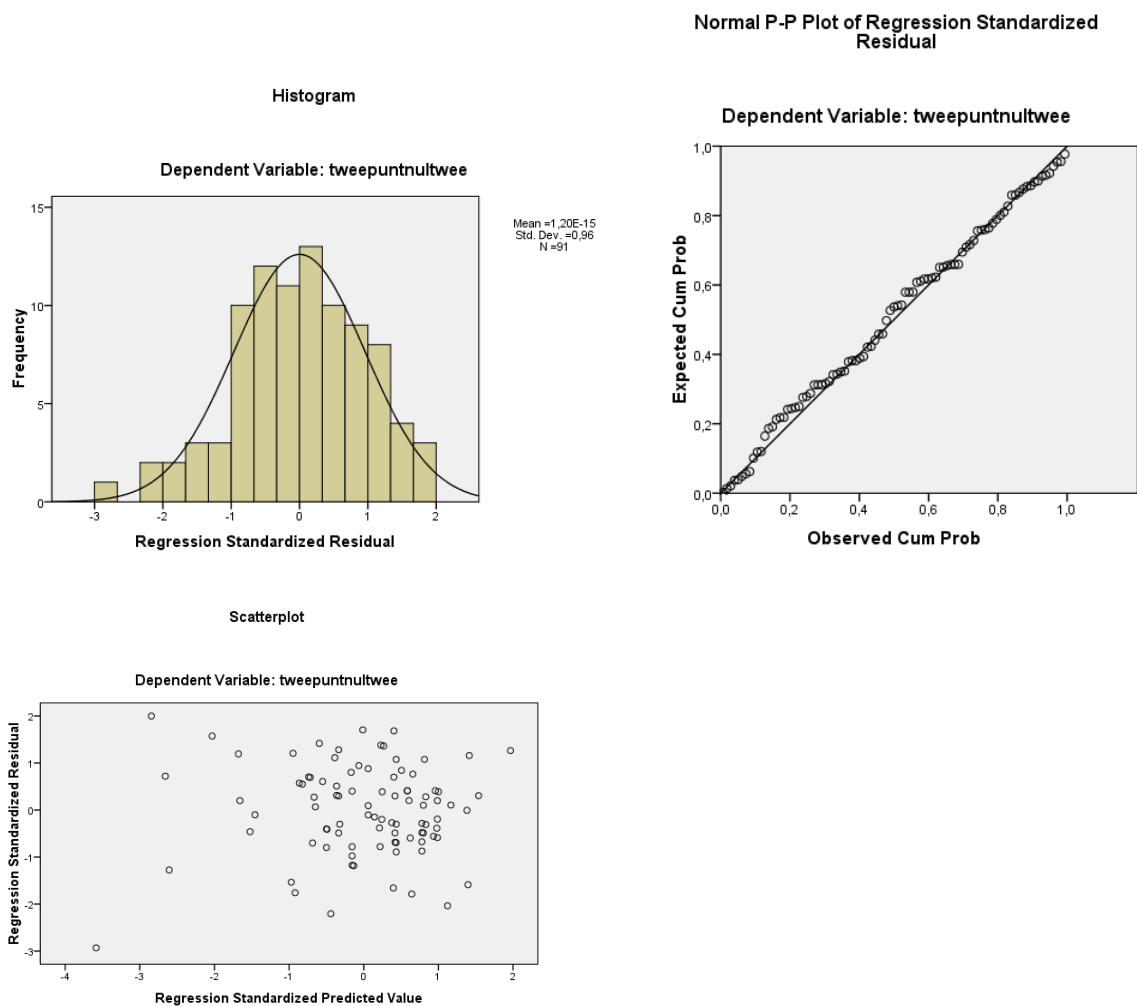 Histogram
Dependent Variable: tweepuntnultwee
Mean =1,20E-15
Std. Dev. =0,96
N =91
15
10
5
0
Frequency
-3 -2 -1 0 1 2
Regression Standardized Residual
Normal P-P Plot of Regression Standardized
Residual
Dependent Variable: tweepuntnultwee
1,0
0,8
0,6
0,4
0,2
0,0
Expected Cum Prob
0,0 0,2 0,4 0,6 0,8 1,0
Observed Cum Prob
Scatterplot
Dependent Variable: tweepuntnultwee
2
1
0
-1
-2
-3
Regression Standardized Residual
-4 -3 -2 -1 0 1 2
Regression Standardized Predicted Value